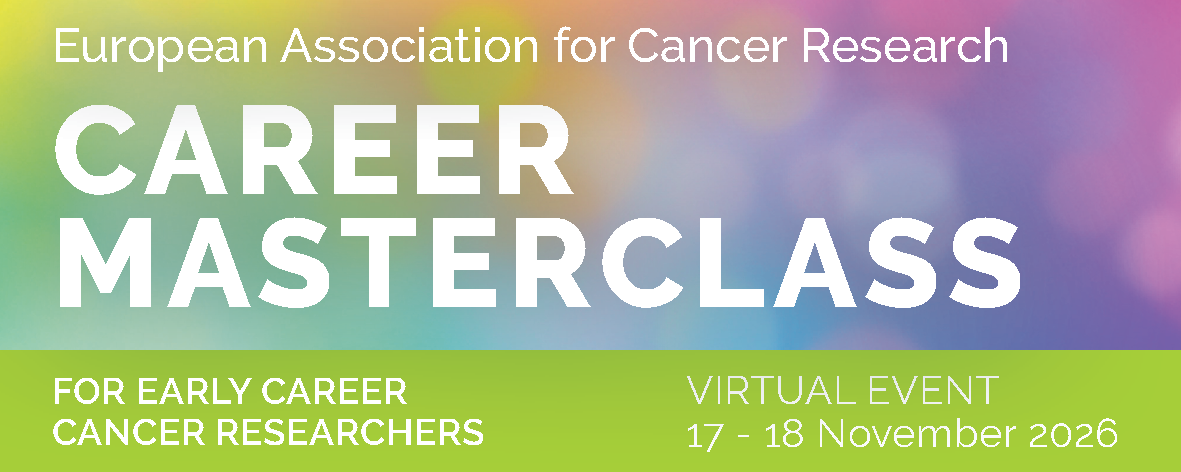 European Association for Cancer Research
CAREER
MASTERCLASS
FOR EARLY CAREER
CANCER RESEARCHERS
VIRTUAL EVENT
17 - 18 November 2026